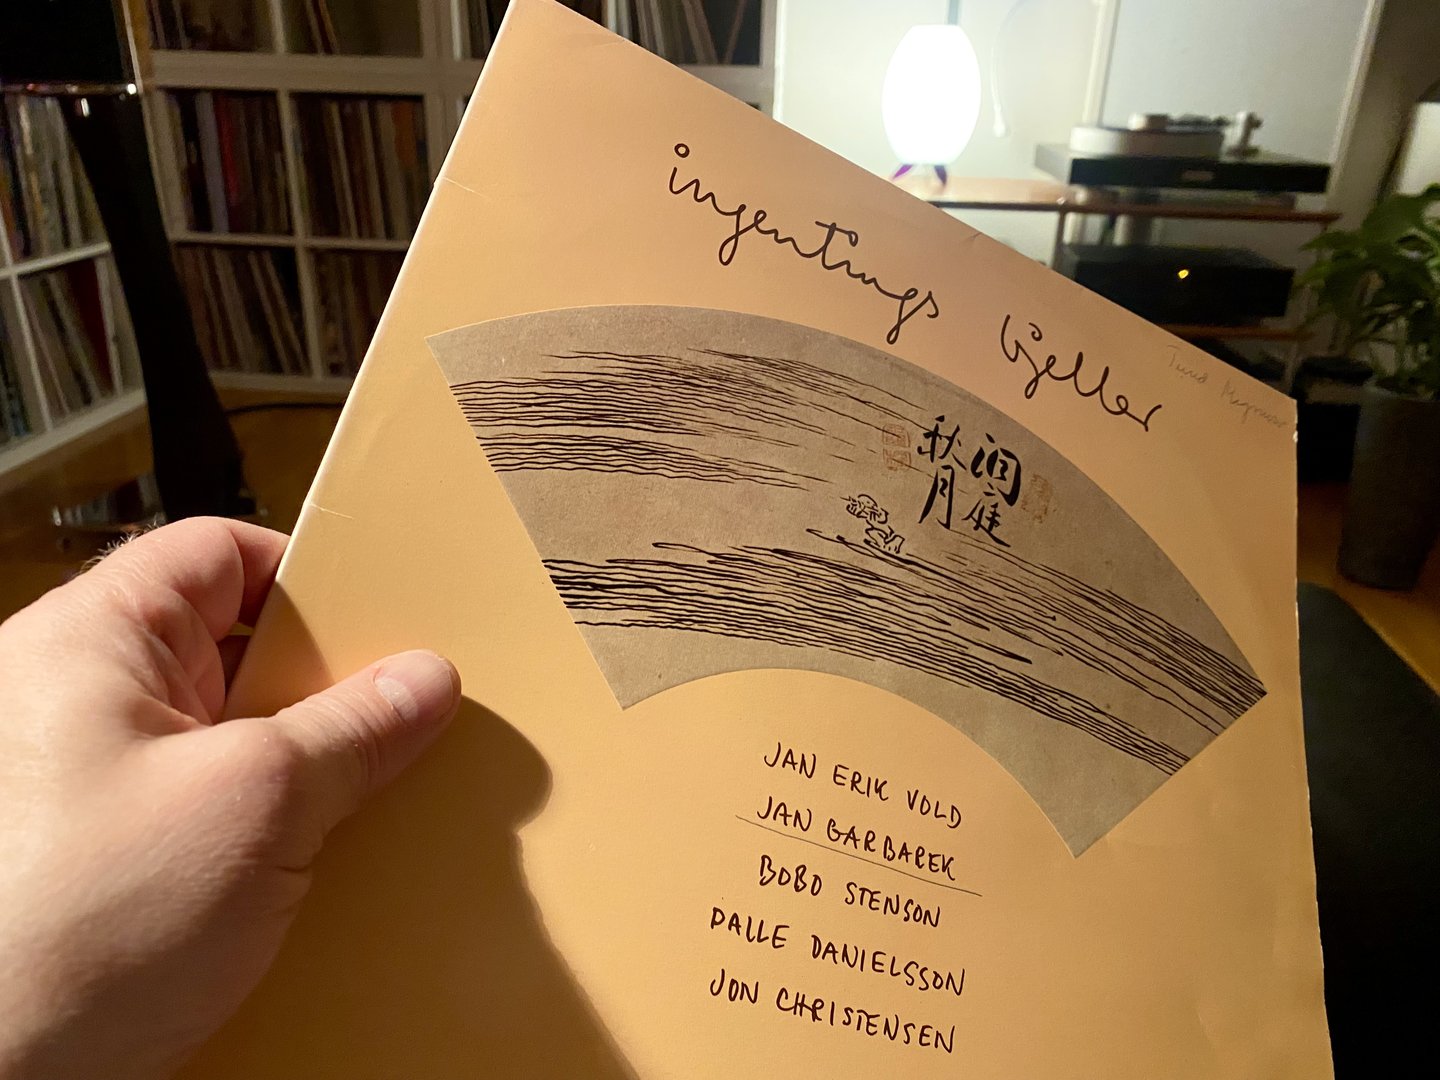 ingentings bjeller
洞庭
秋月
JAN ERIK VOLD
JAN GARBAREK
BOBO STENSON
PALLE DANIELSSON
JON CHRISTENSEN